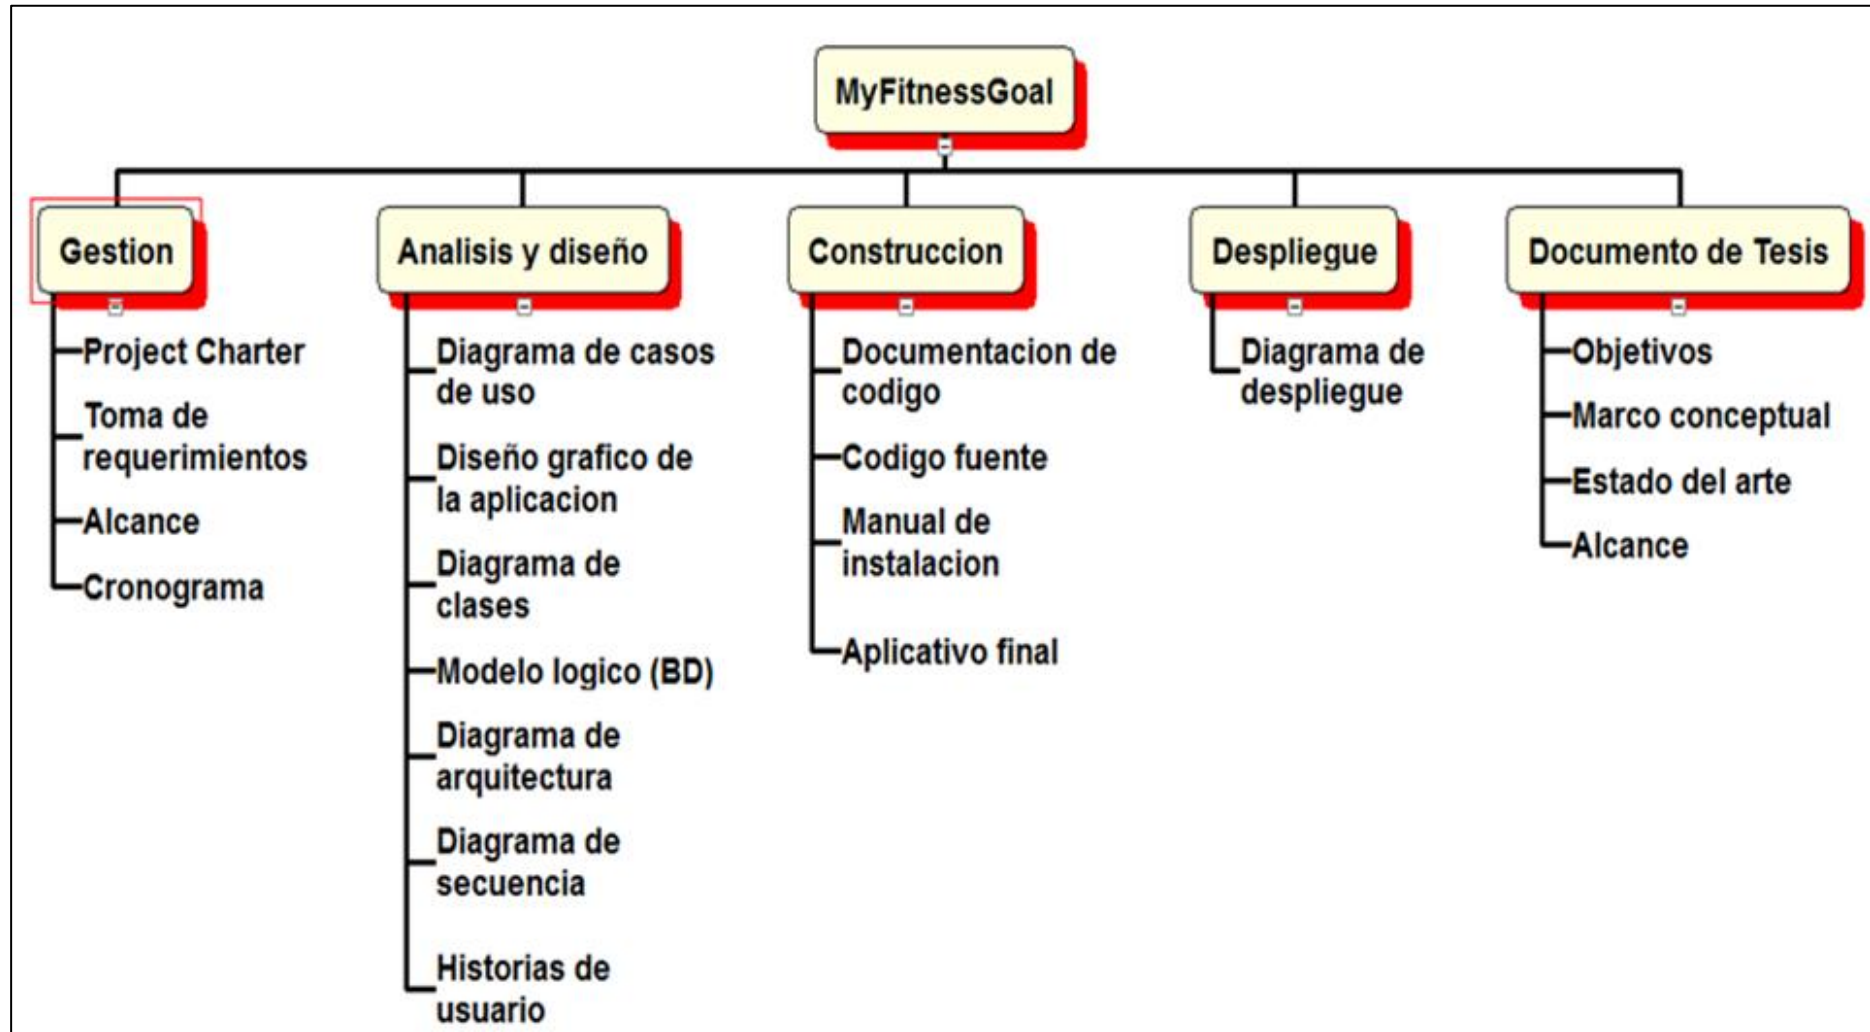 MyFitnessGoal
Gestion
Project Charter
Toma de
requerimientos
Alcance
Cronograma
Analisis y diseño
Diagrama de casos
de uso
Diseño grafico de
la aplicacion
Diagrama de
clases
Modelo logico (BD)
Diagrama de
arquitectura
Diagrama de
secuencia
Historias de
usuario
Construccion
Documentacion de
codigo
Codigo fuente
Manual de
instalacion
Aplicativo final
Despliegue
Diagrama de
despliegue
Documento de Tesis
Objetivos
Marco conceptual
Estado del arte
Alcance